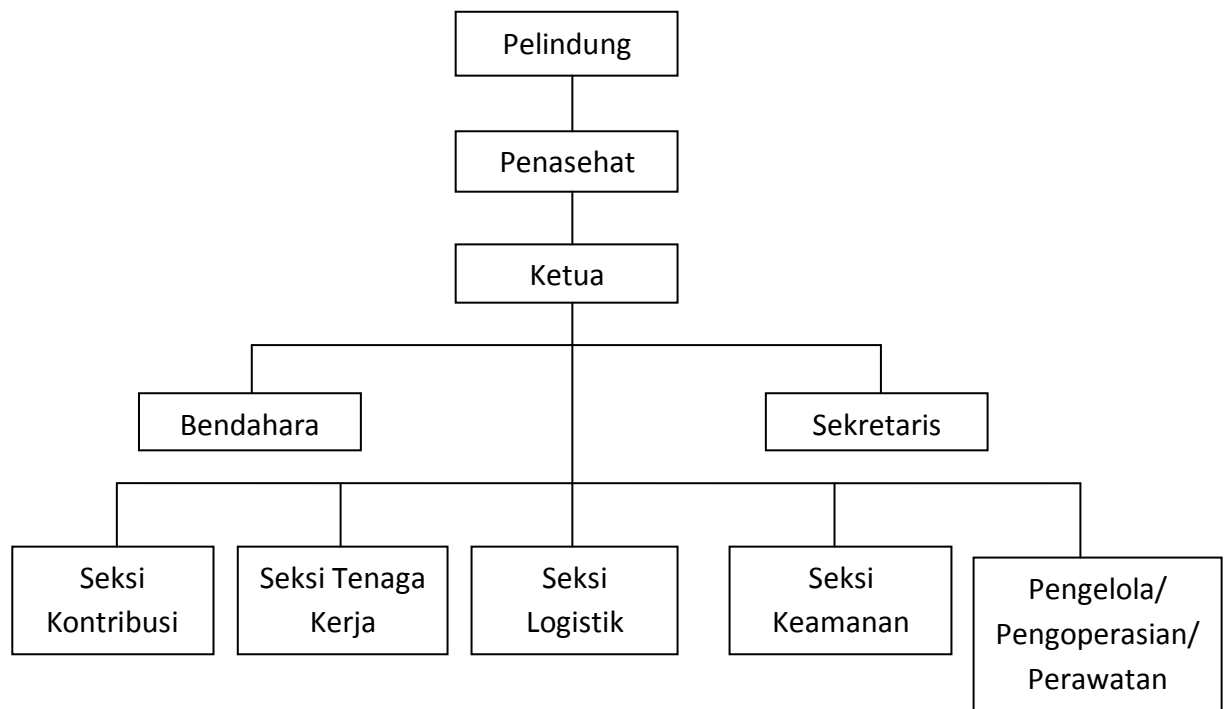 Pelindung
Penasehat
Ketua
Bendahara
Sekretaris
Seksi
Kontribusi
Seksi Tenaga
Kerja
Seksi
Logistik
Seksi
Keamanan
Pengelola/
Pengoperasian/
Perawatan